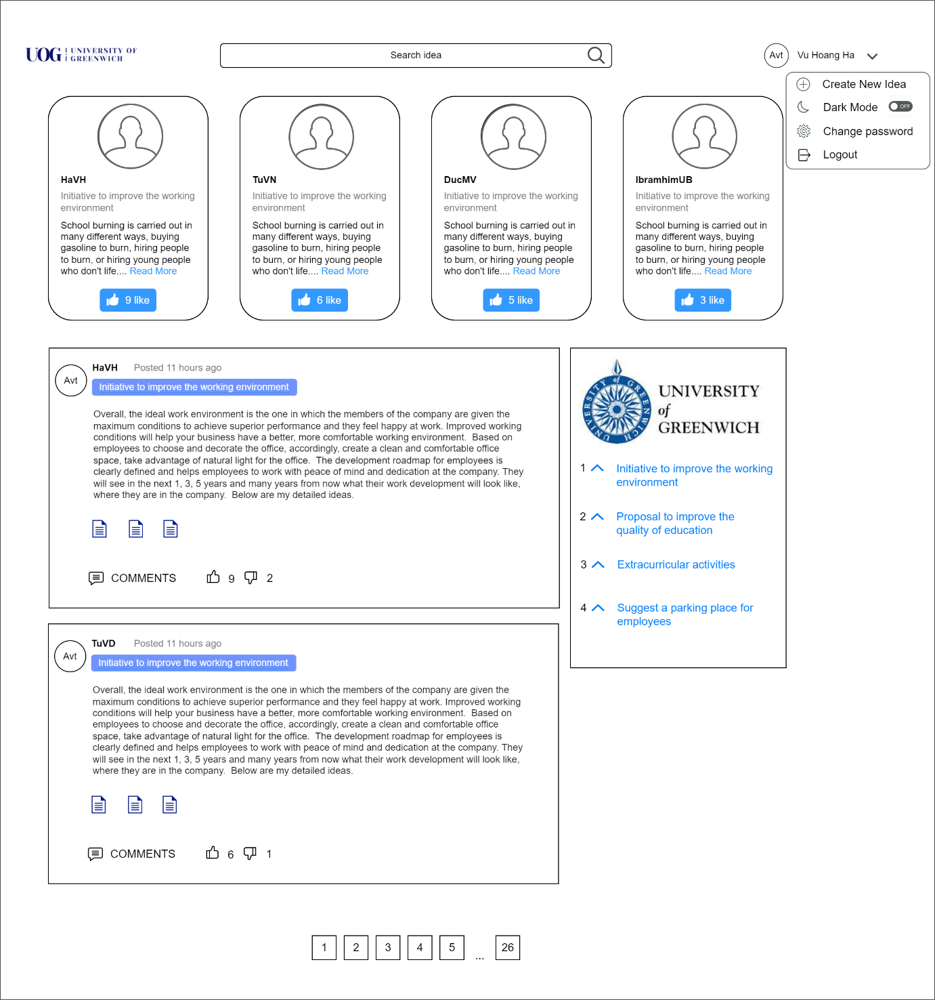 UOG UNIVERSITY OF
GREENWICH
Search idea
Avt Vu Hoang Ha
Create New Idea
Dark Mode OFF
Change password
Logout
HaVH
Initiative to improve the working
environment
School burning is carried out in
many different ways, buying
gasoline to burn, hiring people
to burn, or hiring young people
who don't life.... Read More
9 like
TuVN
Initiative to improve the working
environment
School burning is carried out in
many different ways, buying
gasoline to burn, hiring people
to burn, or hiring young people
who don't life.... Read More
6 like
DucMV
Initiative to improve the working
environment
School burning is carried out in
many different ways, buying
gasoline to burn, hiring people
to burn, or hiring young people
who don't life.... Read More
5 like
IbramhimUB
Initiative to improve the working
environment
School burning is carried out in
many different ways, buying
gasoline to burn, hiring people
to burn, or hiring young people
who don't life.... Read More
3 like
Avt
HaVH Posted 11 hours ago
Initiative to improve the working environment
Overall, the ideal work environment is the one in which the members of the company are given the
maximum conditions to achieve superior performance and they feel happy at work. Improved working
conditions will help your business have a better, more comfortable working environment.  Based on
employees to choose and decorate the office, accordingly, create a clean and comfortable office
space, take advantage of natural light for the office.  The development roadmap for employees is
clearly defined and helps employees to work with peace of mind and dedication at the company. They
will see in the next 1, 3, 5 years and many years from now what their work development will look like,
where they are in the company.  Below are my detailed ideas.
COMMENTS 9 2
UNIVERSITY of GREENWICH
UNIVERSITY
of
GREENWICH
1 Initiative to improve the working
environment
2 Proposal to improve the
quality of education
3 Extracurricular activities
4 Suggest a parking place for
employees
Avt
TuVD Posted 11 hours ago
Initiative to improve the working environment
Overall, the ideal work environment is the one in which the members of the company are given the
maximum conditions to achieve superior performance and they feel happy at work. Improved working
conditions will help your business have a better, more comfortable working environment.  Based on
employees to choose and decorate the office, accordingly, create a clean and comfortable office
space, take advantage of natural light for the office.  The development roadmap for employees is
clearly defined and helps employees to work with peace of mind and dedication at the company. They
will see in the next 1, 3, 5 years and many years from now what their work development will look like,
where they are in the company.  Below are my detailed ideas.
COMMENTS 6 1
1 2 3 4 5 ... 26